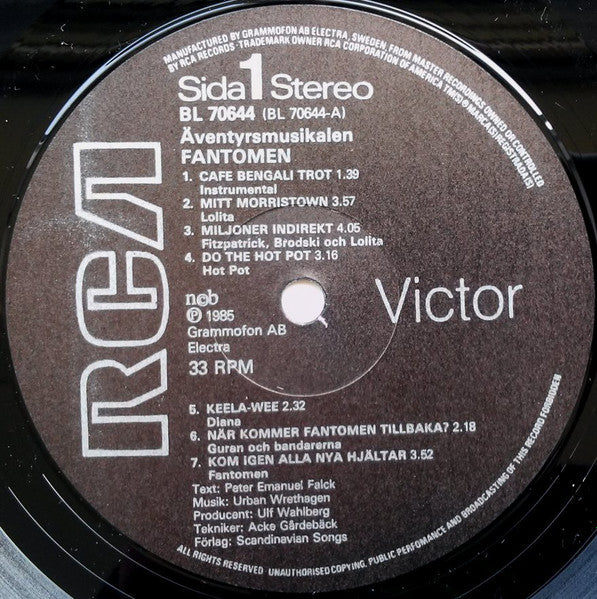 MANUFACTURED BY GRAMMOFON AB ELECTRA, SWEDEN, FROM MASTER RECORDINGS OWNED OR CONTROLLED
BY RCA RECORDS · TRADEMARK OWNER RCA CORPORATION OF AMERICA TM(S)® MARCA(S) REGISTRADA(S)
Sida 1 Stereo
BL 70644 (BL 70644-A)
Äventyrsmusikalen
FANTOMEN
1. CAFE BENGALI TROT 1.39
Instrumental
2. MITT MORRISTOWN 3.57
Lolita
3. MILJONER INDIREKT 4.05
Fitzpatrick, Brodski och Lolita
4. DO THE HOT POT 3.16
Hot Pot
RCA
Victor
ncb
Ⓟ 1985
Grammofon AB
Electra
33 RPM
5. KEELA-WEE 2.32
Diana
6. NÄR KOMMER FANTOMEN TILLBAKA? 2.18
Guran och bandarerna
7. KOM IGEN ALLA NYA HJÄLTAR 3.52
Fantomen
Text: Peter Emanuel Falck
Musik: Urban Wrethagen
Producent: Ulf Wahlberg
Tekniker: Acke Gårdebäck
Förlag: Scandinavian Songs
ALL RIGHTS RESERVED UNAUTHORISED COPYING, PUBLIC PERFOMANCE AND BROADCASTING OF THIS RECORD FORBIDDEN